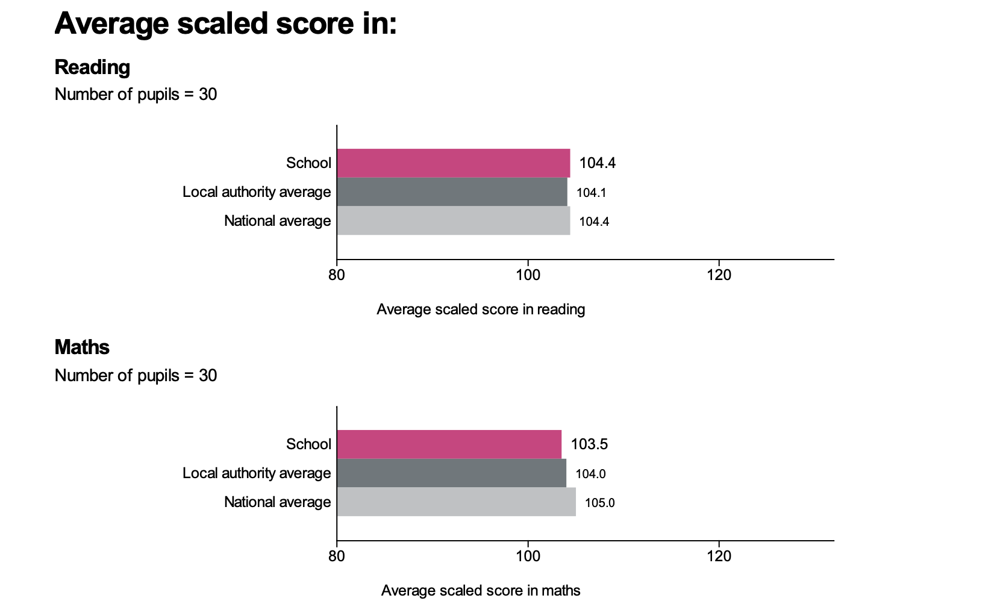 Average scaled score in:
Reading
Number of pupils = 30
School 104.4
Local authority average 104.1
National average 104.4
80 100 120
Average scaled score in reading
Maths
Number of pupils = 30
School 103.5
Local authority average 104.0
National average 105.0
80 100 120
Average scaled score in maths